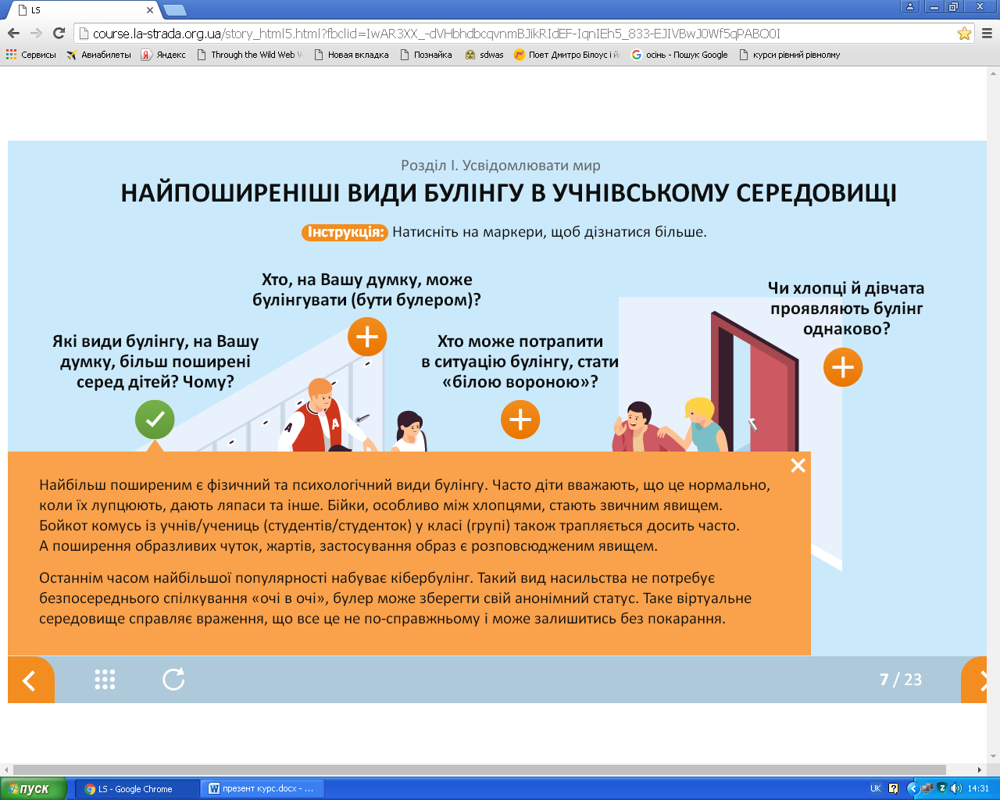 LS
course.la-strada.org.ua/story_html5.html?fbclid=IwAR3XX_-dVHbhdbcqvnmBJikRIdEF-IqnIEh5_833-EJIVBwJ0Wf5qPABO0I
Сервисы Авиабилеты Яндекс Through the Wild Web Новая вкладка Познайка sdwas Поет Дмитро Білоус і осінь - Пошук Google курси рівний рівному
Розділ І. Усвідомлювати мир
НАЙПОШИРЕНІШІ ВИДИ БУЛІНГУ В УЧНІВСЬКОМУ СЕРЕДОВИЩІ
Інструкція: Натисніть на маркери, щоб дізнатися більше.
Хто, на Вашу думку, може
булінгувати (бути булером)?
Чи хлопці й дівчата
проявляють булінг
однаково?
Які види булінгу, на Вашу
думку, більш поширені
серед дітей? Чому?
Хто може потрапити
в ситуацію булінгу, стати
«білою вороною»?
A A
Найбільш поширеним є фізичний та психологічний види булінгу. Часто діти вважають, що це нормально,
коли їх лупцюють, дають ляпаси та інше. Бійки, особливо між хлопцями, стають звичним явищем.
Бойкот комусь із учнів/учениць (студентів/студенток) у класі (групі) також трапляється досить часто.
А поширення образливих чуток, жартів, застосування образ є розповсюдженим явищем.
Останнім часом найбільшої популярності набуває кібербулінг. Такий вид насильства не потребує
безпосереднього спілкування «очі в очі», булер може зберегти свій анонімний статус. Таке віртуальне
середовище справляє враження, що все це не по-справжньому і може залишитись без покарання.
7 / 23
пуск LS - Google Chrome презент курс.docx - ... UK 14:31